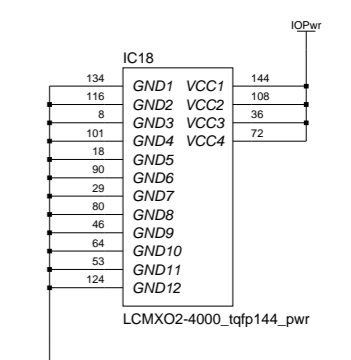 IOPwr
IC18
134 GND1 VCC1 144
116 GND2 VCC2 108
8 GND3 VCC3 36
101 GND4 VCC4 72
18 GND5
90 GND6
29 GND7
80 GND8
46 GND9
64 GND10
53 GND11
124 GND12
LCMXO2-4000_tqfp144_pwr